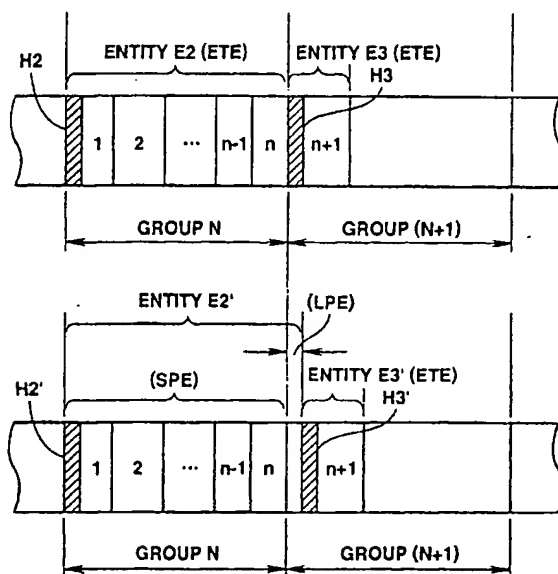 ENTITY E2 (ETE) ENTITY E3 (ETE)
H2 H3
1 2 ... n-1 n n+1
GROUP N GROUP (N+1)
ENTITY E2' (LPE)
(SPE) ENTITY E3' (ETE)
H2' H3'
1 2 ... n-1 n n+1
GROUP N GROUP (N+1)